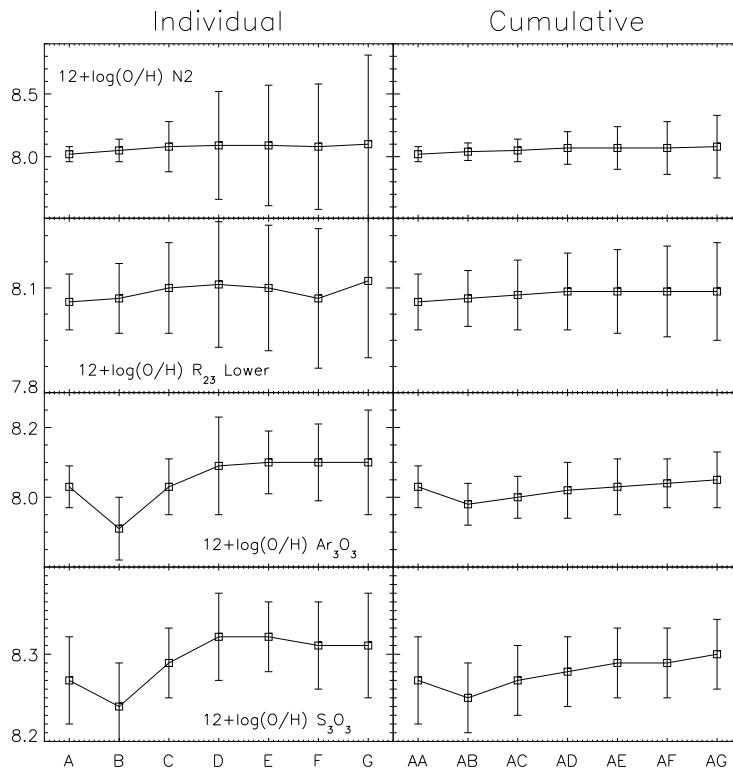 Individual Cumulative
12+log(O/H) N2
8.5
8.0
8.1
12+log(O/H) R23 Lower
7.8
8.2
8.0
12+log(O/H) Ar3O3
8.3
12+log(O/H) S3O3
8.2
A B C D E F G AA AB AC AD AE AF AG